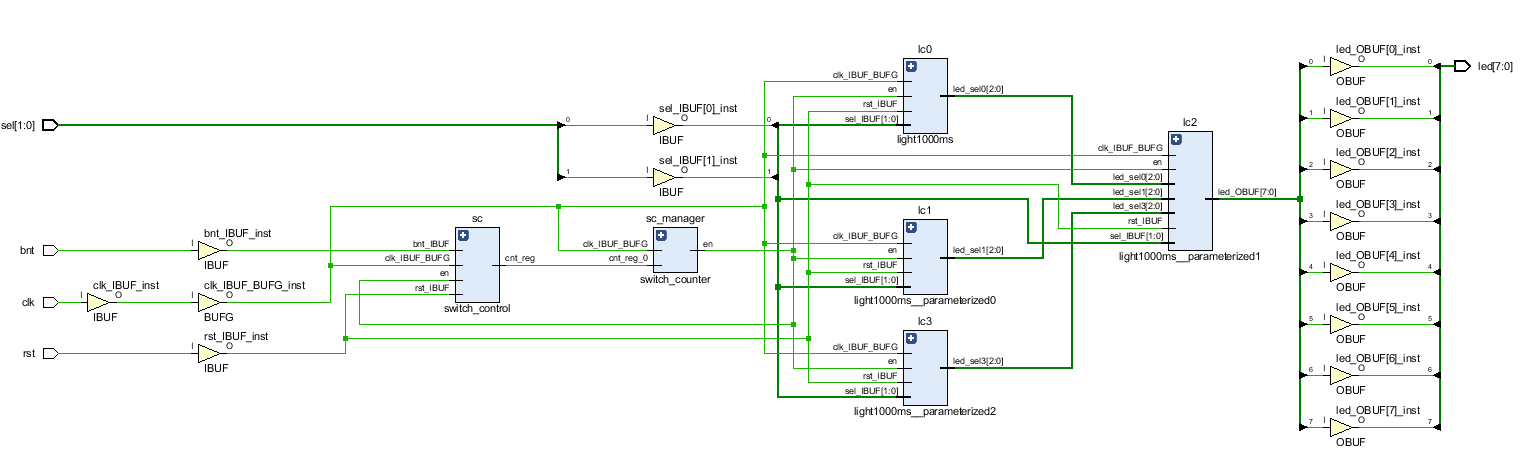 sel[1:0]
bnt
clk
rst
clk_IBUF_inst
I
O
IBUF
bnt_IBUF_inst
I
O
IBUF
clk_IBUF_BUFG_inst
I
O
BUFG
rst_IBUF_inst
I
O
IBUF
sc
bnt_IBUF
clk_IBUF_BUFG
en
rst_IBUF
cnt_reg
switch_control
0
sel_IBUF[0]_inst
I
O
IBUF
0
1
sel_IBUF[1]_inst
I
O
IBUF
1
sc_manager
clk_IBUF_BUFG
cnt_reg_0
en
switch_counter
lc0
clk_IBUF_BUFG
en
rst_IBUF
sel_IBUF[1:0]
led_sel0[2:0]
light1000ms
lc1
clk_IBUF_BUFG
en
rst_IBUF
sel_IBUF[1:0]
led_sel1[2:0]
light1000ms__parameterized0
lc3
clk_IBUF_BUFG
en
rst_IBUF
sel_IBUF[1:0]
led_sel3[2:0]
light1000ms__parameterized2
lc2
clk_IBUF_BUFG
en
led_sel0[2:0]
led_sel1[2:0]
led_sel3[2:0]
rst_IBUF
sel_IBUF[1:0]
led_OBUF[7:0]
light1000ms__parameterized1
led_OBUF[0]_inst
0
I
O
0
OBUF
led_OBUF[1]_inst
1
I
O
1
OBUF
led_OBUF[2]_inst
2
I
O
2
OBUF
led_OBUF[3]_inst
3
I
O
3
OBUF
led_OBUF[4]_inst
4
I
O
4
OBUF
led_OBUF[5]_inst
5
I
O
5
OBUF
led_OBUF[6]_inst
6
I
O
6
OBUF
led_OBUF[7]_inst
7
I
O
7
OBUF
led[7:0]